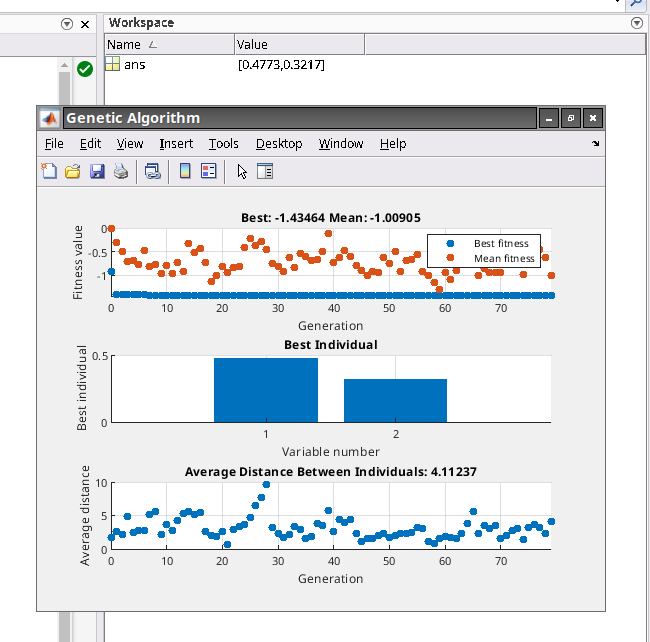 Workspace
Name Value
ans [0.4773,0.3217]
Genetic Algorithm
File Edit View Insert Tools Desktop Window Help
Best: -1.43464 Mean: -1.00905
Fitness value
0
-0.5
-1
Best fitness
Mean fitness
0 10 20 30 40 50 60 70
Generation
Best Individual
Best individual
0.5
0
1 2
Variable number
Average Distance Between Individuals: 4.11237
Average distance
10
5
0
0 10 20 30 40 50 60 70
Generation